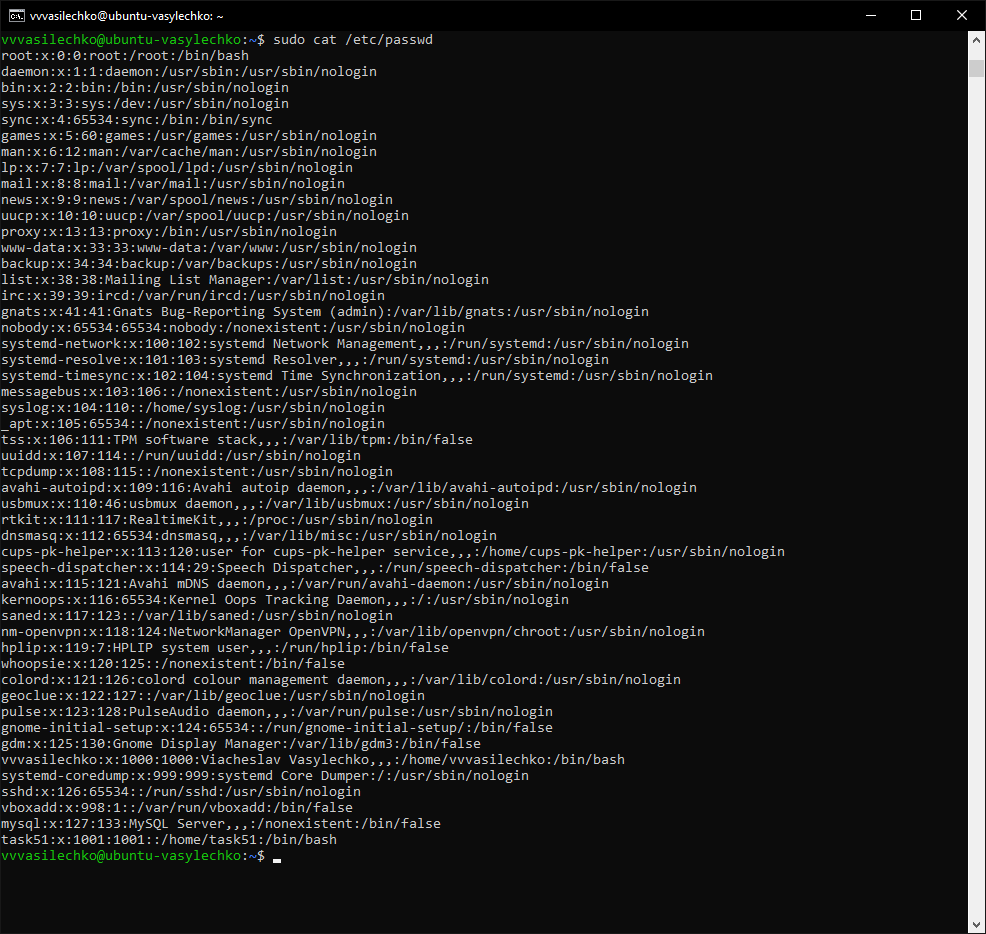 vvvasilechko@ubuntu-vasylechko: ~
vvvasilechko@ubuntu-vasylechko:~$ sudo cat /etc/passwd
root:x:0:0:root:/root:/bin/bash
daemon:x:1:1:daemon:/usr/sbin:/usr/sbin/nologin
bin:x:2:2:bin:/bin:/usr/sbin/nologin
sys:x:3:3:sys:/dev:/usr/sbin/nologin
sync:x:4:65534:sync:/bin:/bin/sync
games:x:5:60:games:/usr/games:/usr/sbin/nologin
man:x:6:12:man:/var/cache/man:/usr/sbin/nologin
lp:x:7:7:lp:/var/spool/lpd:/usr/sbin/nologin
mail:x:8:8:mail:/var/mail:/usr/sbin/nologin
news:x:9:9:news:/var/spool/news:/usr/sbin/nologin
uucp:x:10:10:uucp:/var/spool/uucp:/usr/sbin/nologin
proxy:x:13:13:proxy:/bin:/usr/sbin/nologin
www-data:x:33:33:www-data:/var/www:/usr/sbin/nologin
backup:x:34:34:backup:/var/backups:/usr/sbin/nologin
list:x:38:38:Mailing List Manager:/var/list:/usr/sbin/nologin
irc:x:39:39:ircd:/var/run/ircd:/usr/sbin/nologin
gnats:x:41:41:Gnats Bug-Reporting System (admin):/var/lib/gnats:/usr/sbin/nologin
nobody:x:65534:65534:nobody:/nonexistent:/usr/sbin/nologin
systemd-network:x:100:102:systemd Network Management,,,:/run/systemd:/usr/sbin/nologin
systemd-resolve:x:101:103:systemd Resolver,,,:/run/systemd:/usr/sbin/nologin
systemd-timesync:x:102:104:systemd Time Synchronization,,,:/run/systemd:/usr/sbin/nologin
messagebus:x:103:106::/nonexistent:/usr/sbin/nologin
syslog:x:104:110::/home/syslog:/usr/sbin/nologin
_apt:x:105:65534::/nonexistent:/usr/sbin/nologin
tss:x:106:111:TPM software stack,,,:/var/lib/tpm:/bin/false
uuidd:x:107:114::/run/uuidd:/usr/sbin/nologin
tcpdump:x:108:115::/nonexistent:/usr/sbin/nologin
avahi-autoipd:x:109:116:Avahi autoip daemon,,,:/var/lib/avahi-autoipd:/usr/sbin/nologin
usbmux:x:110:46:usbmux daemon,,,:/var/lib/usbmux:/usr/sbin/nologin
rtkit:x:111:117:RealtimeKit,,,:/proc:/usr/sbin/nologin
dnsmasq:x:112:65534:dnsmasq,,,:/var/lib/misc:/usr/sbin/nologin
cups-pk-helper:x:113:120:user for cups-pk-helper service,,,:/home/cups-pk-helper:/usr/sbin/nologin
speech-dispatcher:x:114:29:Speech Dispatcher,,,:/run/speech-dispatcher:/bin/false
avahi:x:115:121:Avahi mDNS daemon,,,:/var/run/avahi-daemon:/usr/sbin/nologin
kernoops:x:116:65534:Kernel Oops Tracking Daemon,,,:/:/usr/sbin/nologin
saned:x:117:123::/var/lib/saned:/usr/sbin/nologin
nm-openvpn:x:118:124:NetworkManager OpenVPN,,,:/var/lib/openvpn/chroot:/usr/sbin/nologin
hplip:x:119:7:HPLIP system user,,,:/run/hplip:/bin/false
whoopsie:x:120:125::/nonexistent:/bin/false
colord:x:121:126:colord colour management daemon,,,:/var/lib/colord:/usr/sbin/nologin
geoclue:x:122:127::/var/lib/geoclue:/usr/sbin/nologin
pulse:x:123:128:PulseAudio daemon,,,:/var/run/pulse:/usr/sbin/nologin
gnome-initial-setup:x:124:65534::/run/gnome-initial-setup/:/bin/false
gdm:x:125:130:Gnome Display Manager:/var/lib/gdm3:/bin/false
vvvasilechko:x:1000:1000:Viacheslav Vasylechko,,,:/home/vvvasilechko:/bin/bash
systemd-coredump:x:999:999:systemd Core Dumper:/:/usr/sbin/nologin
sshd:x:126:65534::/run/sshd:/usr/sbin/nologin
vboxadd:x:998:1::/var/run/vboxadd:/bin/false
mysql:x:127:133:MySQL Server,,,:/nonexistent:/bin/false
task51:x:1001:1001::/home/task51:/bin/bash
vvvasilechko@ubuntu-vasylechko:~$